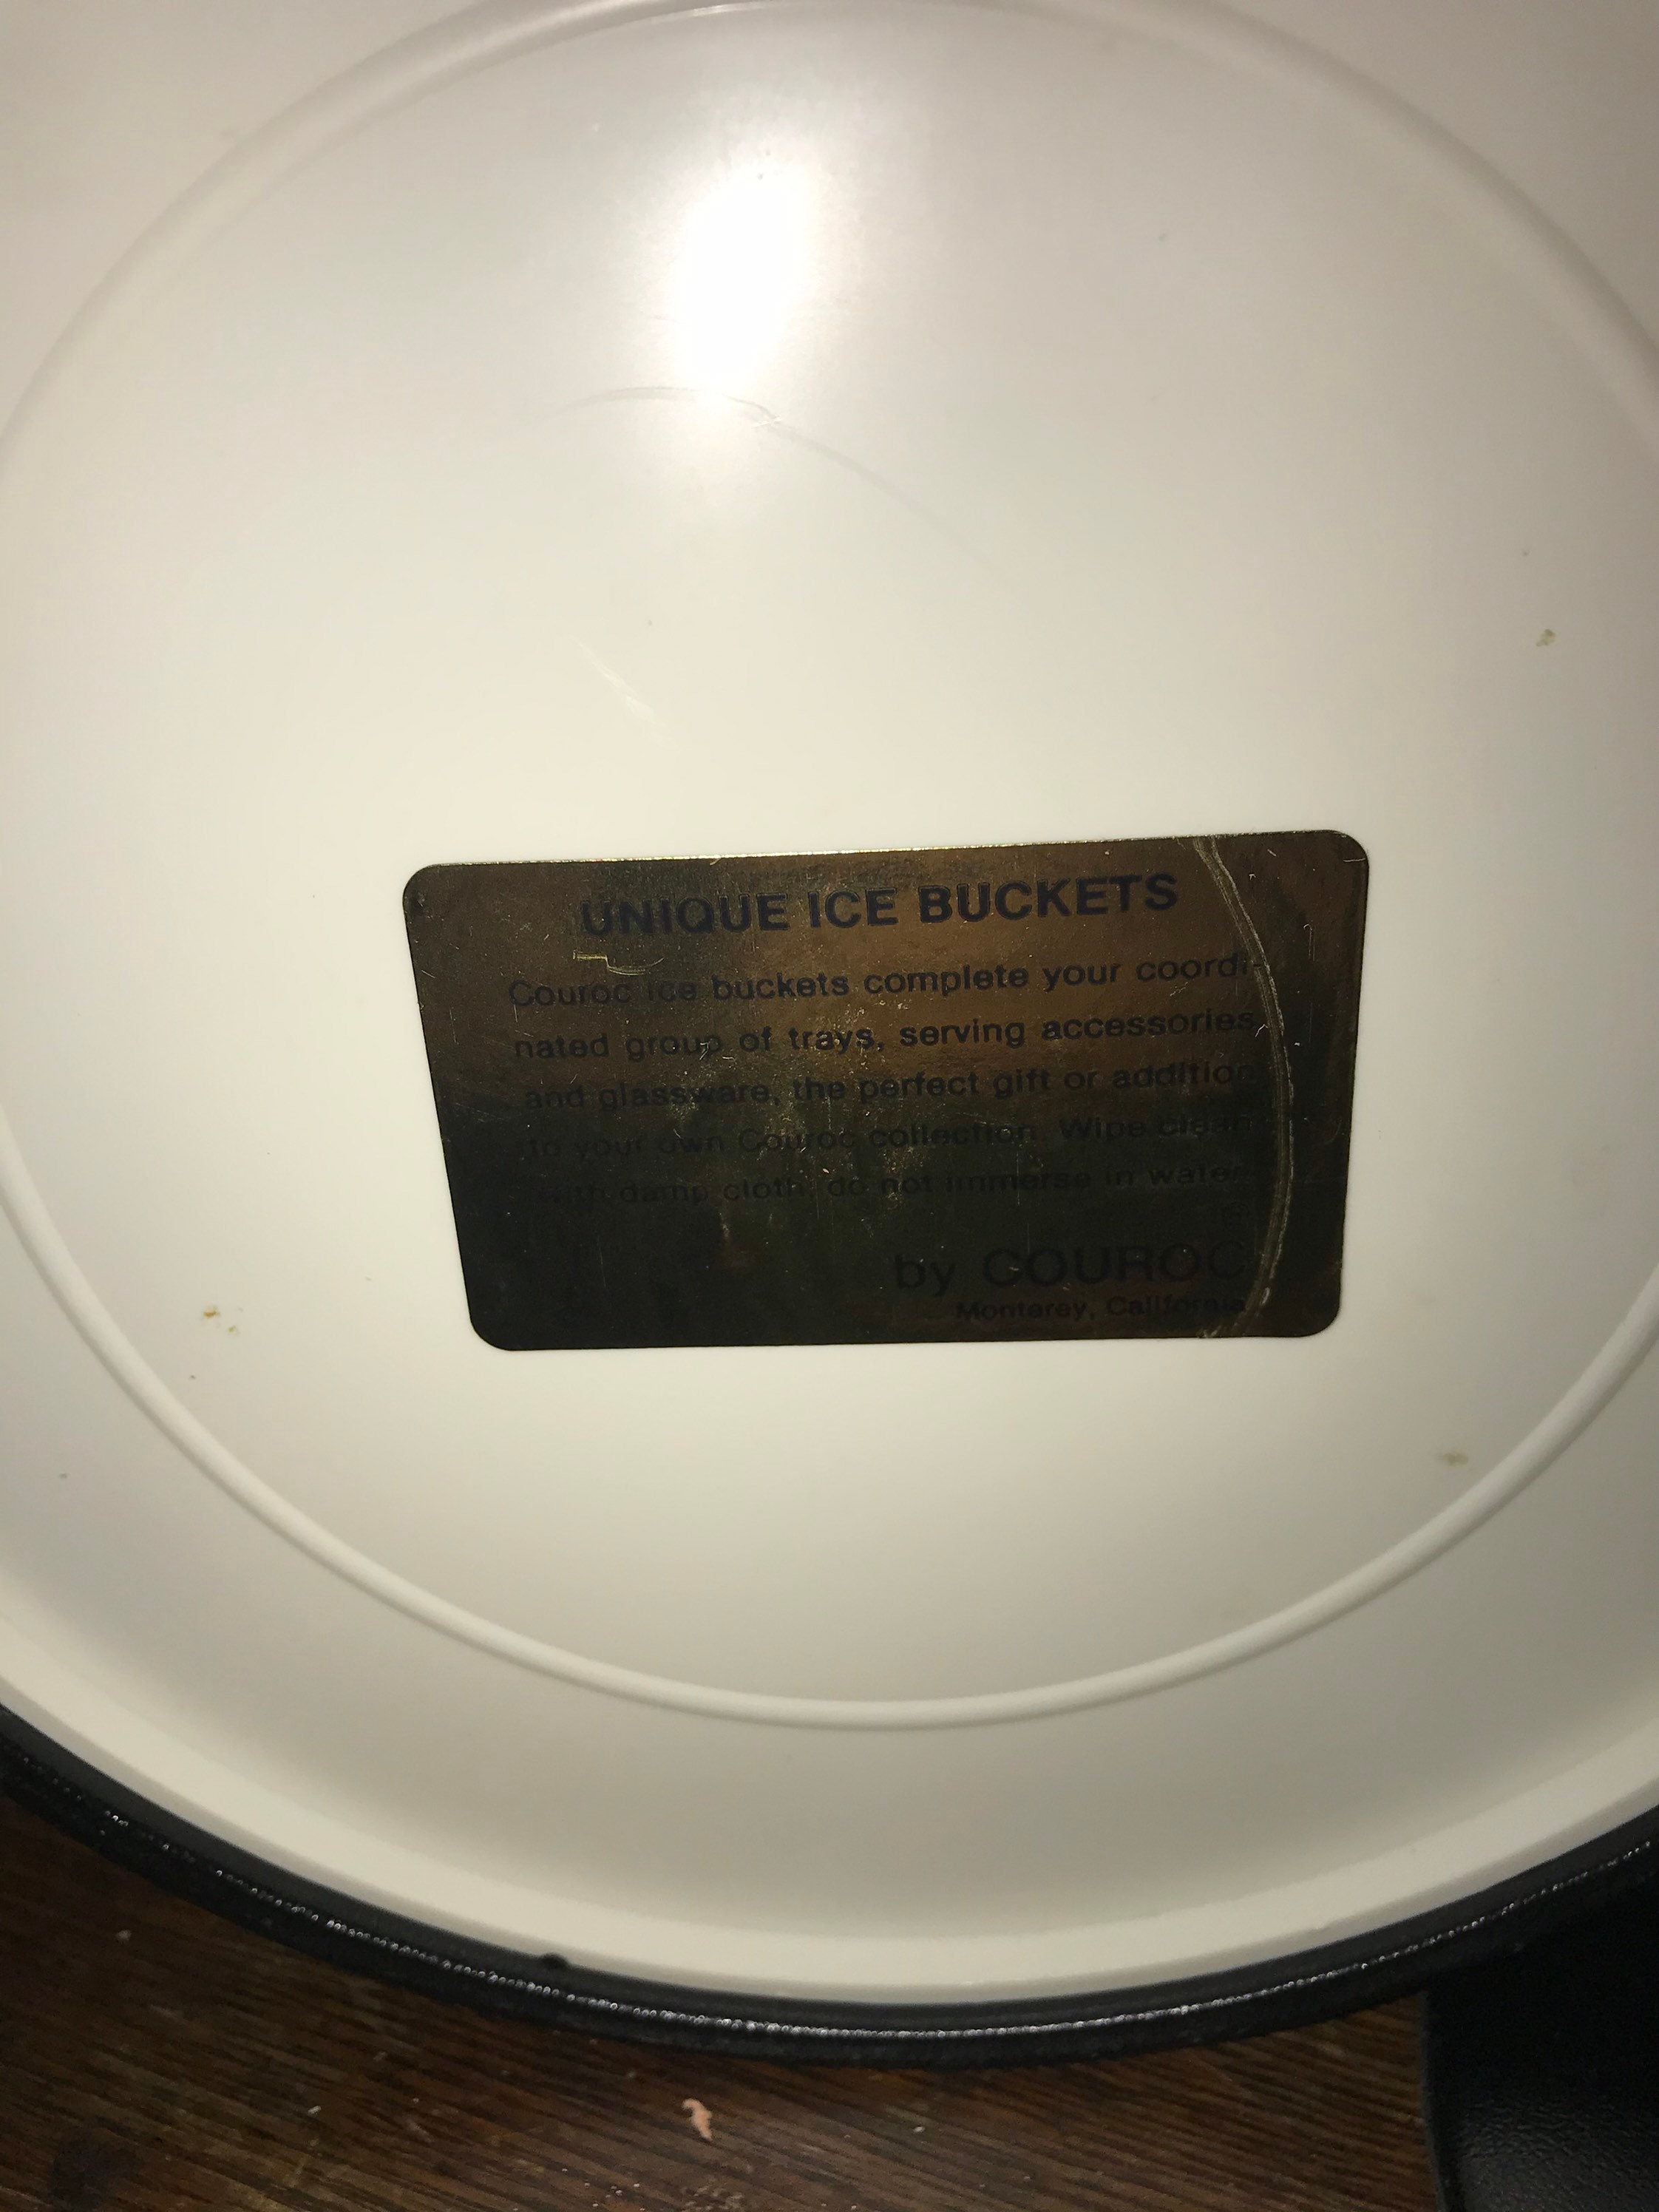 UNIQUE ICE BUCKETS
Couroc ice buckets complete your coordi-
nated group of trays, serving accessories
and glassware, the perfect gift or addition
to your own Couroc collection. Wipe clean
with damp cloth, do not immerse in water.
®
by COUROC
Monterey, California